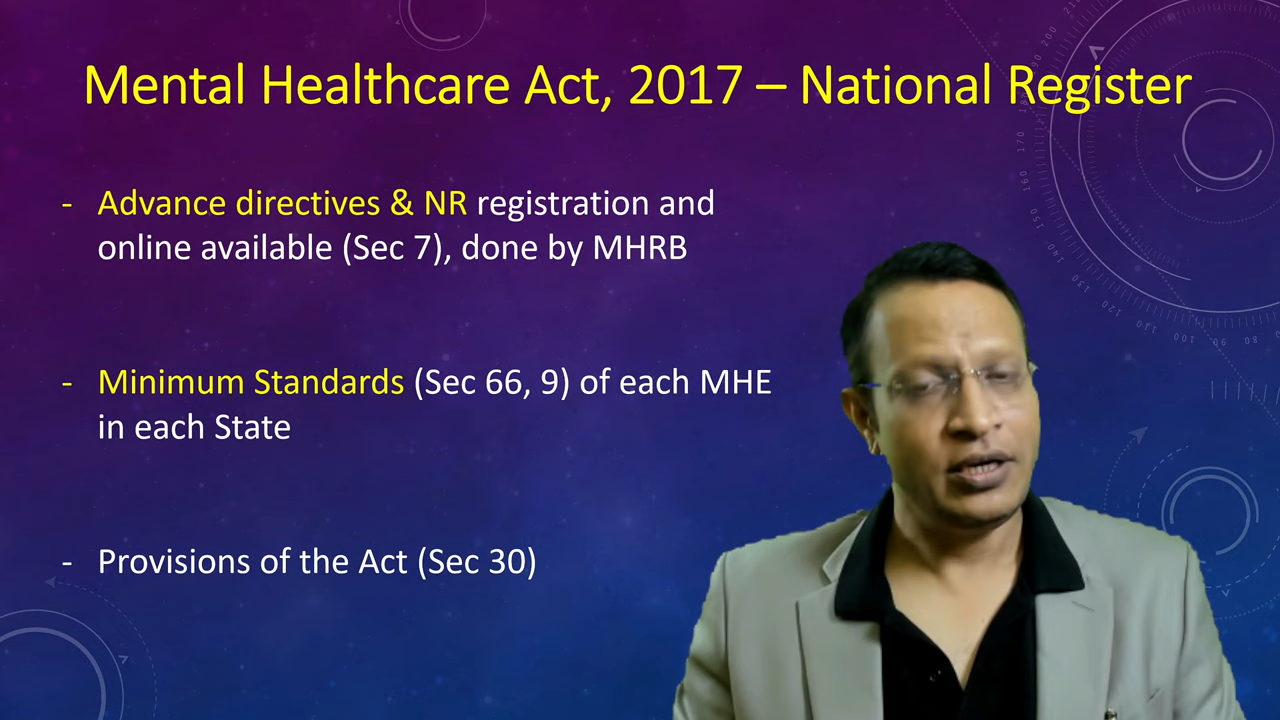 Mental Healthcare Act, 2017 – National Register
- Advance directives & NR registration and
online available (Sec 7), done by MHRB
- Minimum Standards (Sec 66, 9) of each MHE
in each State
- Provisions of the Act (Sec 30)